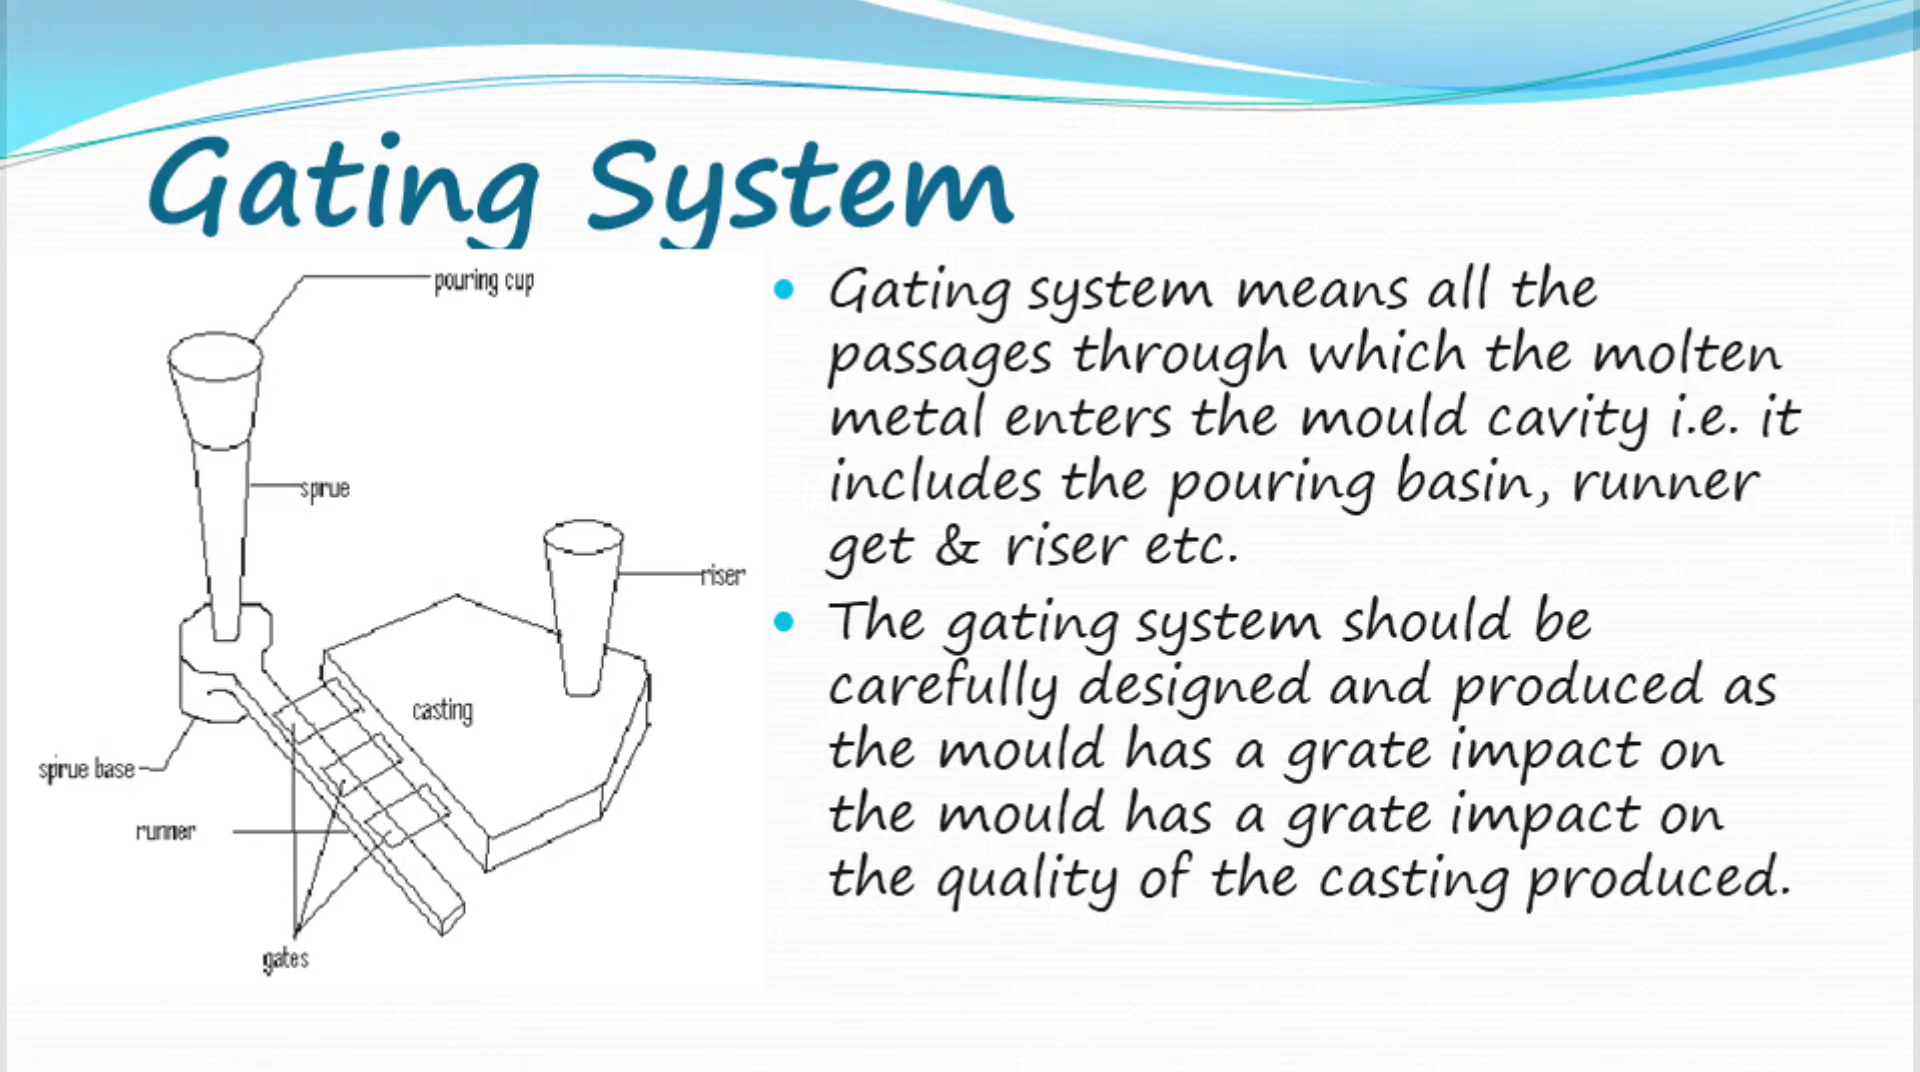 Gating System
pouring cup
sprue
riser
casting
spirue base
runner
gates
Gating system means all the
passages through which the molten
metal enters the mould cavity i.e. it
includes the pouring basin, runner
get & riser etc.
The gating system should be
carefully designed and produced as
the mould has a grate impact on
the mould has a grate impact on
the quality of the casting produced.